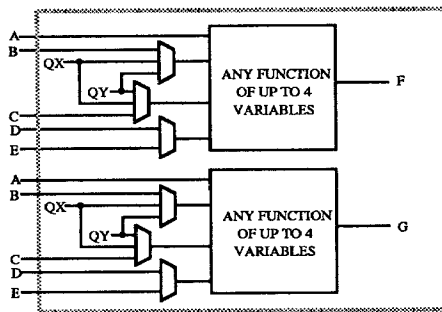 A
B
QX
QY
C
D
E
ANY FUNCTION
OF UP TO 4
VARIABLES
F
A
B
QX
QY
C
D
E
ANY FUNCTION
OF UP TO 4
VARIABLES
G